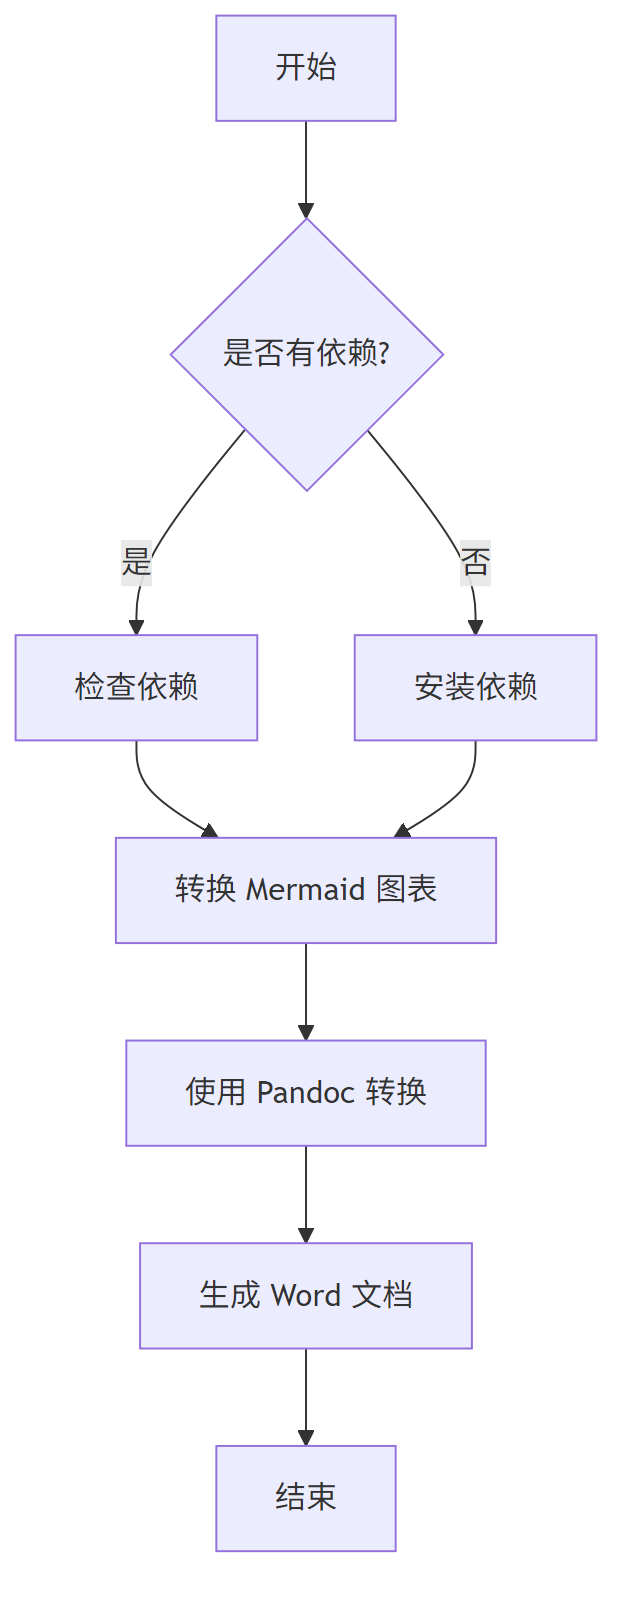 开始
是否有依赖?
是
否
检查依赖
安装依赖
转换 Mermaid 图表
使用 Pandoc 转换
生成 Word 文档
结束